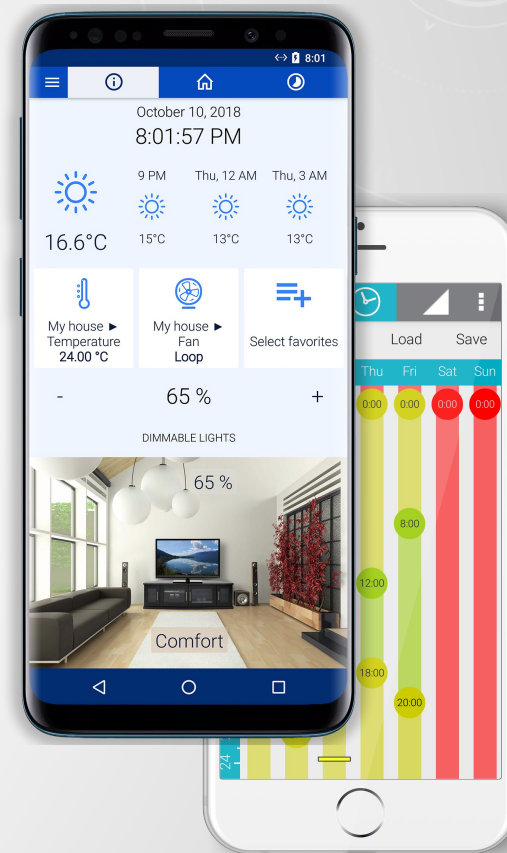 8:01
October 10, 2018
8:01:57 PM
9 PM Thu, 12 AM Thu, 3 AM
16.6°C 15°C 13°C 13°C
My house ►
Temperature
24.00 °C
My house ►
Fan
Loop
Select favorites
- 65 % +
DIMMABLE LIGHTS
65 %
Comfort
Load Save
Thu Fri Sat Sun
0:00 0:00 0:00 0:00
8:00
12:00
18:00
20:00
24